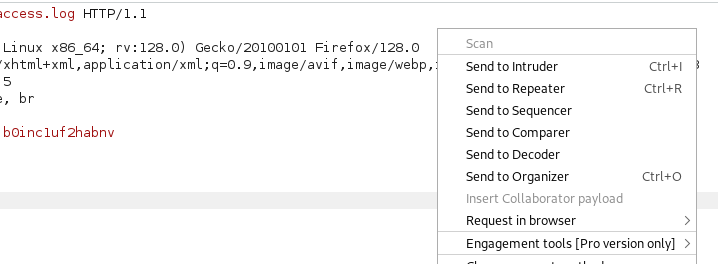 access.log HTTP/1.1
Linux x86_64; rv:128.0) Gecko/20100101 Firefox/128.0
/xhtml+xml,application/xml;q=0.9,image/avif,image/webp,
5
e, br
b0inc1uf2habnv
Scan
Send to Intruder Ctrl+I
Send to Repeater Ctrl+R
Send to Sequencer
Send to Comparer
Send to Decoder
Send to Organizer Ctrl+O
Insert Collaborator payload
Request in browser
Engagement tools [Pro version only]